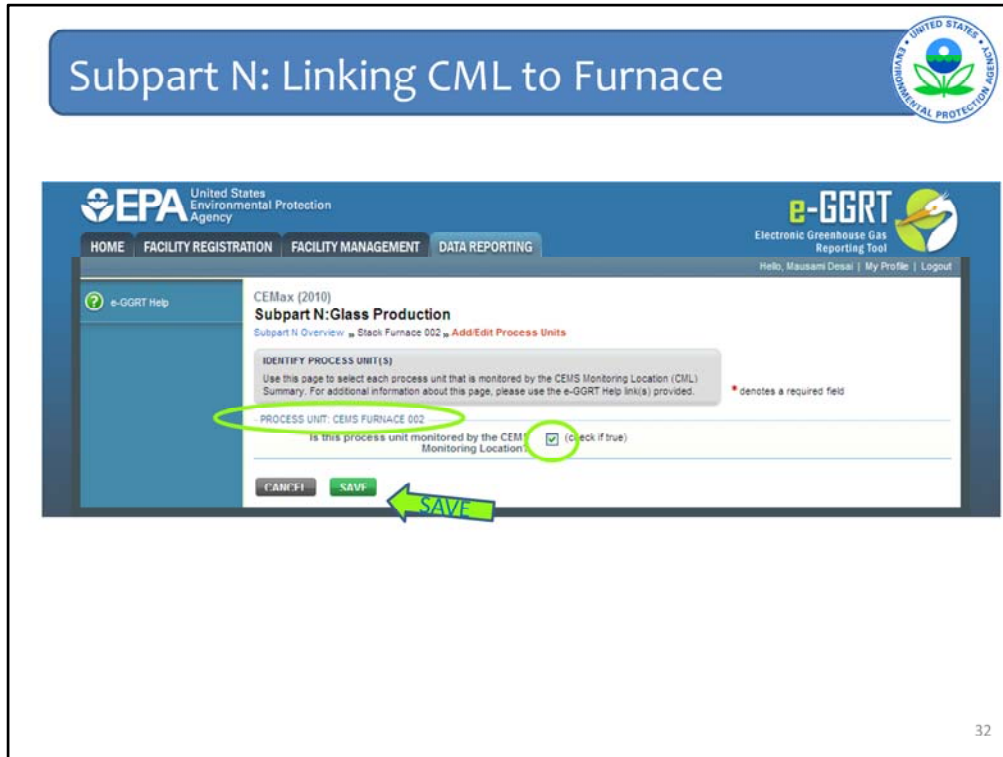 Subpart N: Linking CML to Furnace
UNITED STATES
ENVIRONMENTAL PROTECTION AGENCY
EPA United States
Environmental Protection
Agency
e-GGRT
Electronic Greenhouse Gas
Reporting Tool
HOME FACILITY REGISTRATION FACILITY MANAGEMENT DATA REPORTING
Hello, Mausami Desai | My Profile | Logout
? e-GGRT Help
CEMax (2010)
Subpart N:Glass Production
Subpart N Overview » Stack Furnace 002 » Add/Edit Process Units
IDENTIFY PROCESS UNIT(S)
Use this page to select each process unit that is monitored by the CEMS Monitoring Location (CML)
Summary. For additional information about this page, please use the e-GGRT Help link(s) provided.
* denotes a required field
PROCESS UNIT: CEMS FURNACE 002
Is this process unit monitored by the CEMS (check if true)
Monitoring Location?
CANCEL SAVE
SAVE
32